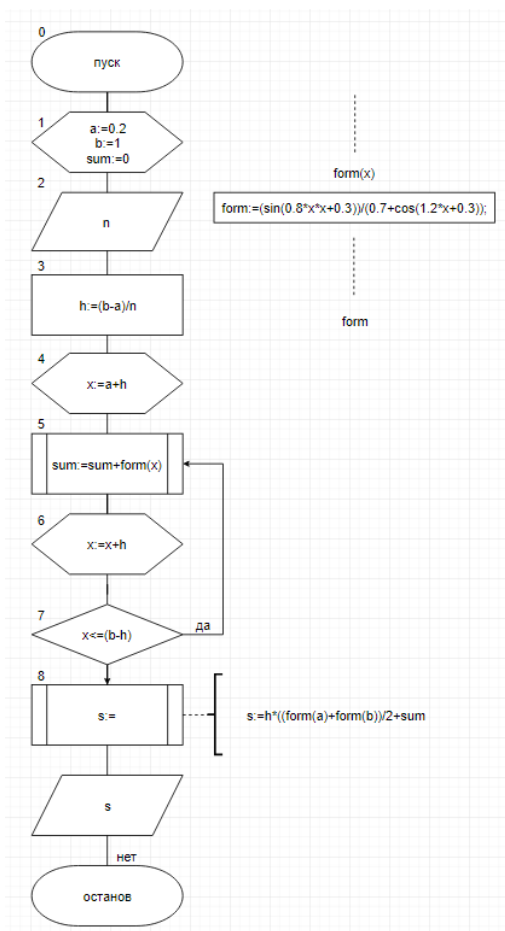 0
пуск
1
a:=0.2
b:=1
sum:=0
2
n
3
h:=(b-a)/n
4
x:=a+h
5
sum:=sum+form(x)
6
x:=x+h
7
x<=(b-h)
да
8
s:=
s:=h*((form(a)+form(b))/2+sum
s
нет
останов
form(x)
form:=(sin(0.8*x*x+0.3))/(0.7+cos(1.2*x+0.3));
form